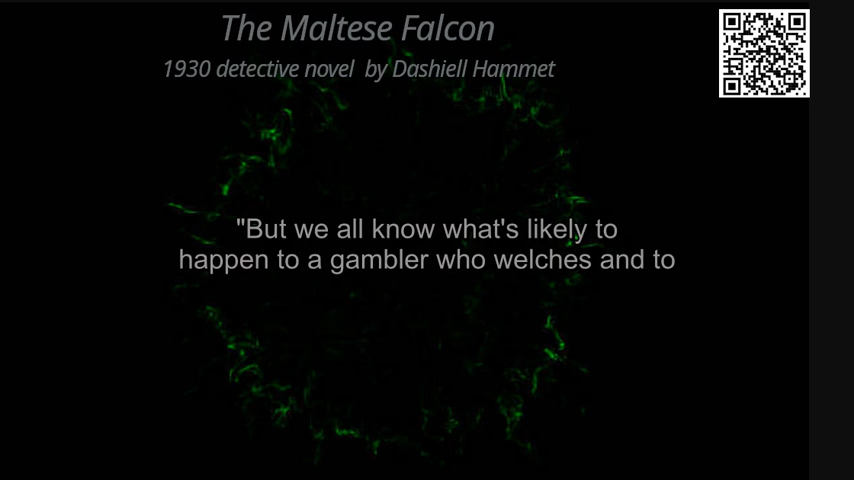 The Maltese Falcon
1930 detective novel by Dashiell Hammet
"But we all know what's likely to
happen to a gambler who welches and to